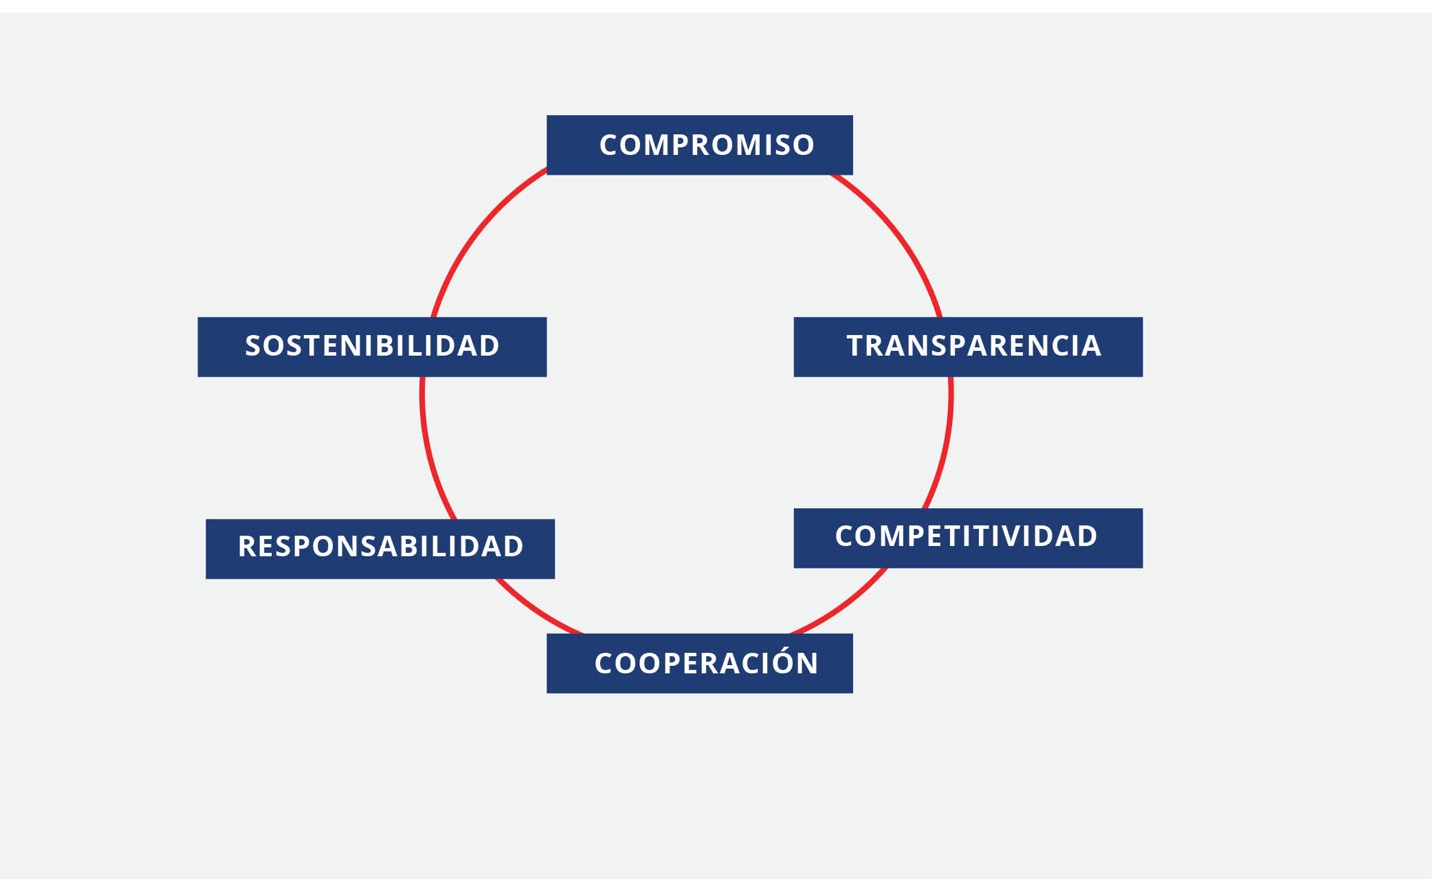 COMPROMISO
SOSTENIBILIDAD
TRANSPARENCIA
RESPONSABILIDAD
COMPETITIVIDAD
COOPERACIÓN